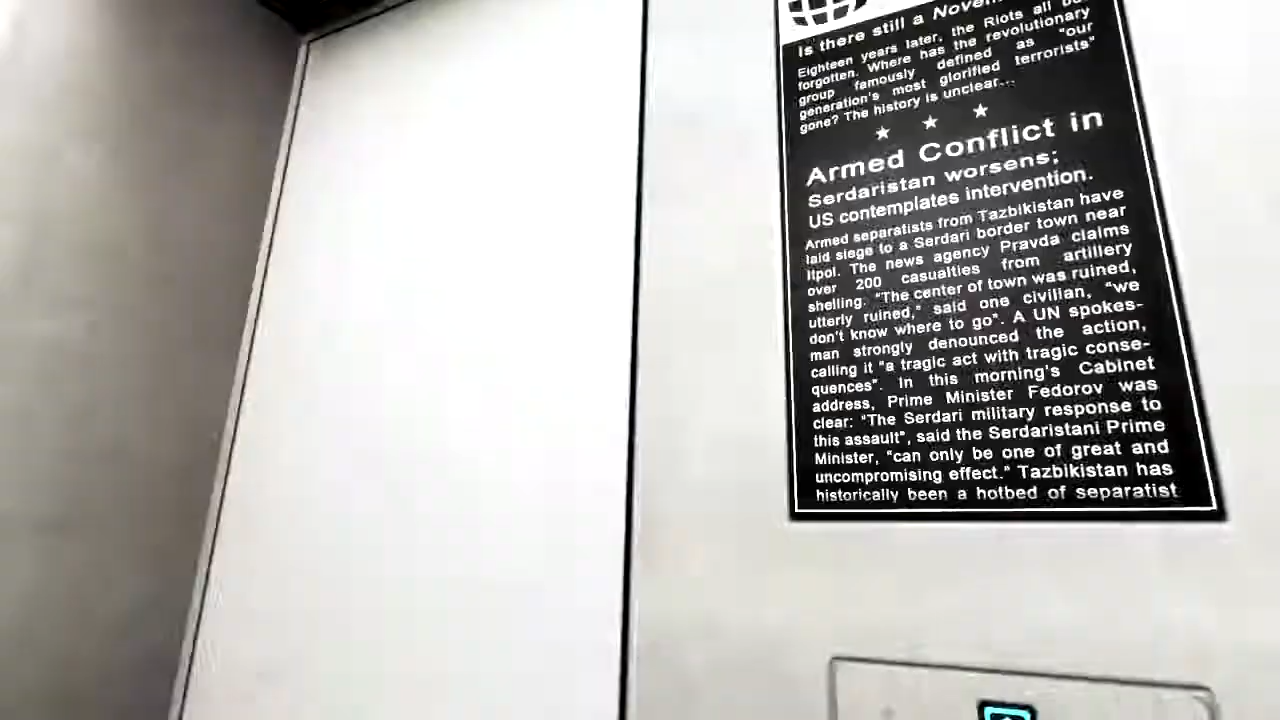 Is there still a
Eighteen years later, the Riots all
forgotten. Where has the revolutionary
group famously defined as "our
generation's most glorified terrorists"
gone? The history is unclear...
Armed Conflict in
Serdaristan worsens;
US contemplates intervention.
Armed separatists from Tazbikistan have
laid siege to a Serdari border town near
Itpol. The news agency Pravda claims
over 200 casualties from artillery
shelling. "The center of town was ruined,
utterly ruined," said one civilian, "we
don't know where to go". A UN spokes-
man strongly denounced the action,
calling it "a tragic act with tragic conse-
quences". In this morning's Cabinet
address, Prime Minister Fedorov was
clear: "The Serdari military response to
this assault", said the Serdaristani Prime
Minister, "can only be one of great and
uncompromising effect." Tazbikistan has
historically been a hotbed of separatist